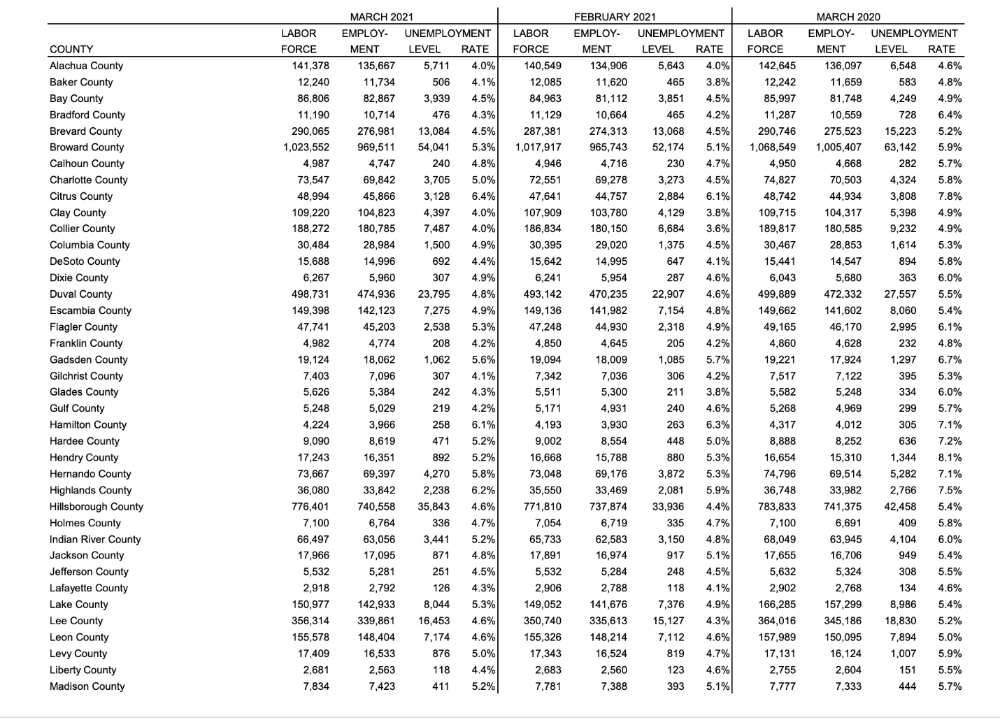 MARCH 2021 FEBRUARY 2021 MARCH 2020
LABOR EMPLOY- UNEMPLOYMENT LABOR EMPLOY- UNEMPLOYMENT LABOR EMPLOY- UNEMPLOYMENT
COUNTY FORCE MENT LEVEL RATE FORCE MENT LEVEL RATE FORCE MENT LEVEL RATE
Alachua County 141,378 135,667 5,711 4.0% 140,549 134,906 5,643 4.0% 142,645 136,097 6,548 4.6%
Baker County 12,240 11,734 506 4.1% 12,085 11,620 465 3.8% 12,242 11,659 583 4.8%
Bay County 86,806 82,867 3,939 4.5% 84,963 81,112 3,851 4.5% 85,997 81,748 4,249 4.9%
Bradford County 11,190 10,714 476 4.3% 11,129 10,664 465 4.2% 11,287 10,559 728 6.4%
Brevard County 290,065 276,981 13,084 4.5% 287,381 274,313 13,068 4.5% 290,746 275,523 15,223 5.2%
Broward County 1,023,552 969,511 54,041 5.3% 1,017,917 965,743 52,174 5.1% 1,068,549 1,005,407 63,142 5.9%
Calhoun County 4,987 4,747 240 4.8% 4,946 4,716 230 4.7% 4,950 4,668 282 5.7%
Charlotte County 73,547 69,842 3,705 5.0% 72,551 69,278 3,273 4.5% 74,827 70,503 4,324 5.8%
Citrus County 48,994 45,866 3,128 6.4% 47,641 44,757 2,884 6.1% 48,742 44,934 3,808 7.8%
Clay County 109,220 104,823 4,397 4.0% 107,909 103,780 4,129 3.8% 109,715 104,317 5,398 4.9%
Collier County 188,272 180,785 7,487 4.0% 186,834 180,150 6,684 3.6% 189,817 180,585 9,232 4.9%
Columbia County 30,484 28,984 1,500 4.9% 30,395 29,020 1,375 4.5% 30,467 28,853 1,614 5.3%
DeSoto County 15,688 14,996 692 4.4% 15,642 14,995 647 4.1% 15,441 14,547 894 5.8%
Dixie County 6,267 5,960 307 4.9% 6,241 5,954 287 4.6% 6,043 5,680 363 6.0%
Duval County 498,731 474,936 23,795 4.8% 493,142 470,235 22,907 4.6% 499,889 472,332 27,557 5.5%
Escambia County 149,398 142,123 7,275 4.9% 149,136 141,982 7,154 4.8% 149,662 141,602 8,060 5.4%
Flagler County 47,741 45,203 2,538 5.3% 47,248 44,930 2,318 4.9% 49,165 46,170 2,995 6.1%
Franklin County 4,982 4,774 208 4.2% 4,850 4,645 205 4.2% 4,860 4,628 232 4.8%
Gadsden County 19,124 18,062 1,062 5.6% 19,094 18,009 1,085 5.7% 19,221 17,924 1,297 6.7%
Gilchrist County 7,403 7,096 307 4.1% 7,342 7,036 306 4.2% 7,517 7,122 395 5.3%
Glades County 5,626 5,384 242 4.3% 5,511 5,300 211 3.8% 5,582 5,248 334 6.0%
Gulf County 5,248 5,029 219 4.2% 5,171 4,931 240 4.6% 5,268 4,969 299 5.7%
Hamilton County 4,224 3,966 258 6.1% 4,193 3,930 263 6.3% 4,317 4,012 305 7.1%
Hardee County 9,090 8,619 471 5.2% 9,002 8,554 448 5.0% 8,888 8,252 636 7.2%
Hendry County 17,243 16,351 892 5.2% 16,668 15,788 880 5.3% 16,654 15,310 1,344 8.1%
Hernando County 73,667 69,397 4,270 5.8% 73,048 69,176 3,872 5.3% 74,796 69,514 5,282 7.1%
Highlands County 36,080 33,842 2,238 6.2% 35,550 33,469 2,081 5.9% 36,748 33,982 2,766 7.5%
Hillsborough County 776,401 740,558 35,843 4.6% 771,810 737,874 33,936 4.4% 783,833 741,375 42,458 5.4%
Holmes County 7,100 6,764 336 4.7% 7,054 6,719 335 4.7% 7,100 6,691 409 5.8%
Indian River County 66,497 63,056 3,441 5.2% 65,733 62,583 3,150 4.8% 68,049 63,945 4,104 6.0%
Jackson County 17,966 17,095 871 4.8% 17,891 16,974 917 5.1% 17,655 16,706 949 5.4%
Jefferson County 5,532 5,281 251 4.5% 5,532 5,284 248 4.5% 5,632 5,324 308 5.5%
Lafayette County 2,918 2,792 126 4.3% 2,906 2,788 118 4.1% 2,902 2,768 134 4.6%
Lake County 150,977 142,933 8,044 5.3% 149,052 141,676 7,376 4.9% 166,285 157,299 8,986 5.4%
Lee County 356,314 339,861 16,453 4.6% 350,740 335,613 15,127 4.3% 364,016 345,186 18,830 5.2%
Leon County 155,578 148,404 7,174 4.6% 155,326 148,214 7,112 4.6% 157,989 150,095 7,894 5.0%
Levy County 17,409 16,533 876 5.0% 17,343 16,524 819 4.7% 17,131 16,124 1,007 5.9%
Liberty County 2,681 2,563 118 4.4% 2,683 2,560 123 4.6% 2,755 2,604 151 5.5%
Madison County 7,834 7,423 411 5.2% 7,781 7,388 393 5.1% 7,777 7,333 444 5.7%